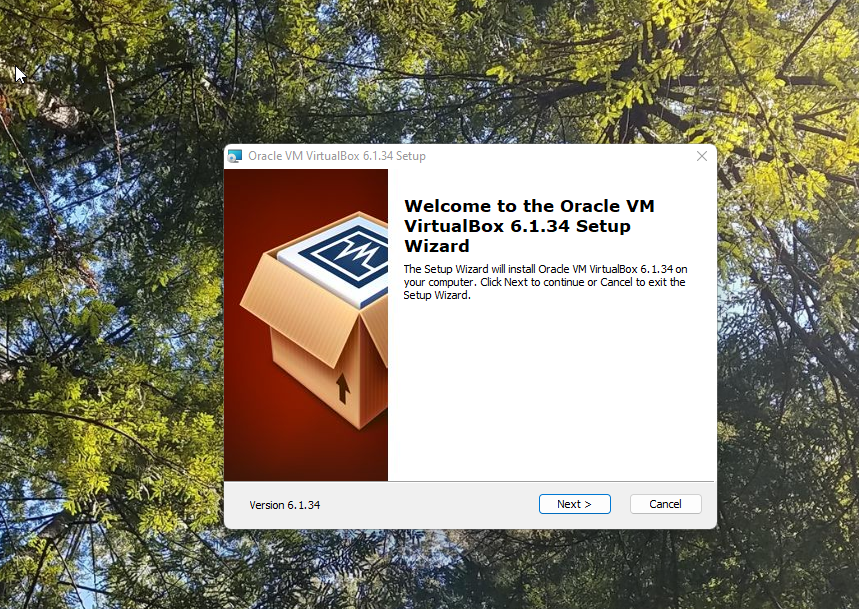 Oracle VM VirtualBox 6.1.34 Setup
Welcome to the Oracle VM
VirtualBox 6.1.34 Setup
Wizard
The Setup Wizard will install Oracle VM VirtualBox 6.1.34 on
your computer. Click Next to continue or Cancel to exit the
Setup Wizard.
Version 6.1.34
Next >
Cancel